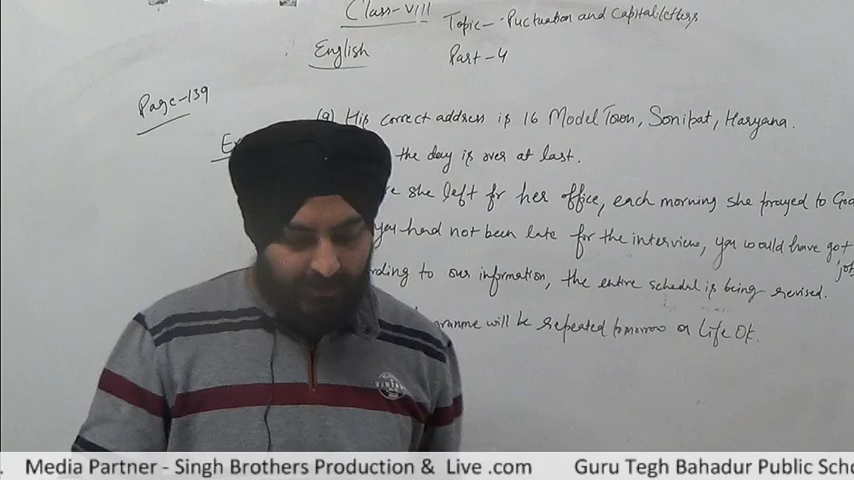 Class-VIII
Topic- Puctuation and Capital letters
English
Part-4
Page-139
(9) His correct address is 16 Model Town, Sonipat, Haryana.
the day is over at last.
she left for her office, each morning she prayed to God
you had not been late for the interview, you would have got
job
rding to our information, the entire schedul is being revised.
ramme will be repeated tomorrow on Life OK.
. Media Partner - Singh Brothers Production & Live .com Guru Tegh Bahadur Public Scho